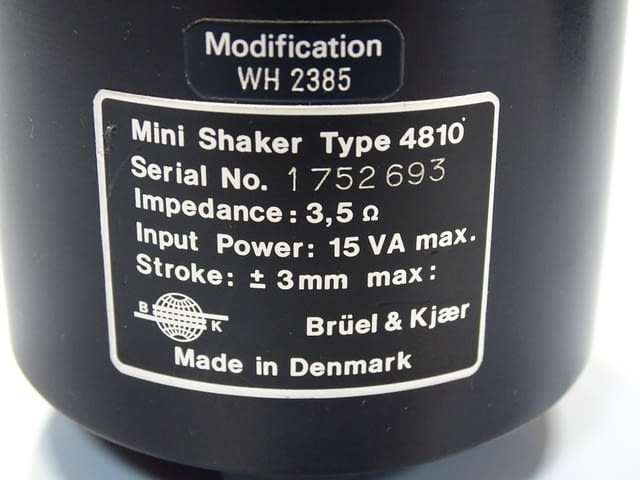 Modification
WH 2385
Mini Shaker Type 4810
Serial No. 1752693
Impedance: 3,5 Ω
Input Power: 15 VA max.
Stroke: ± 3mm max:
B K
Brüel & Kjær
Made in Denmark